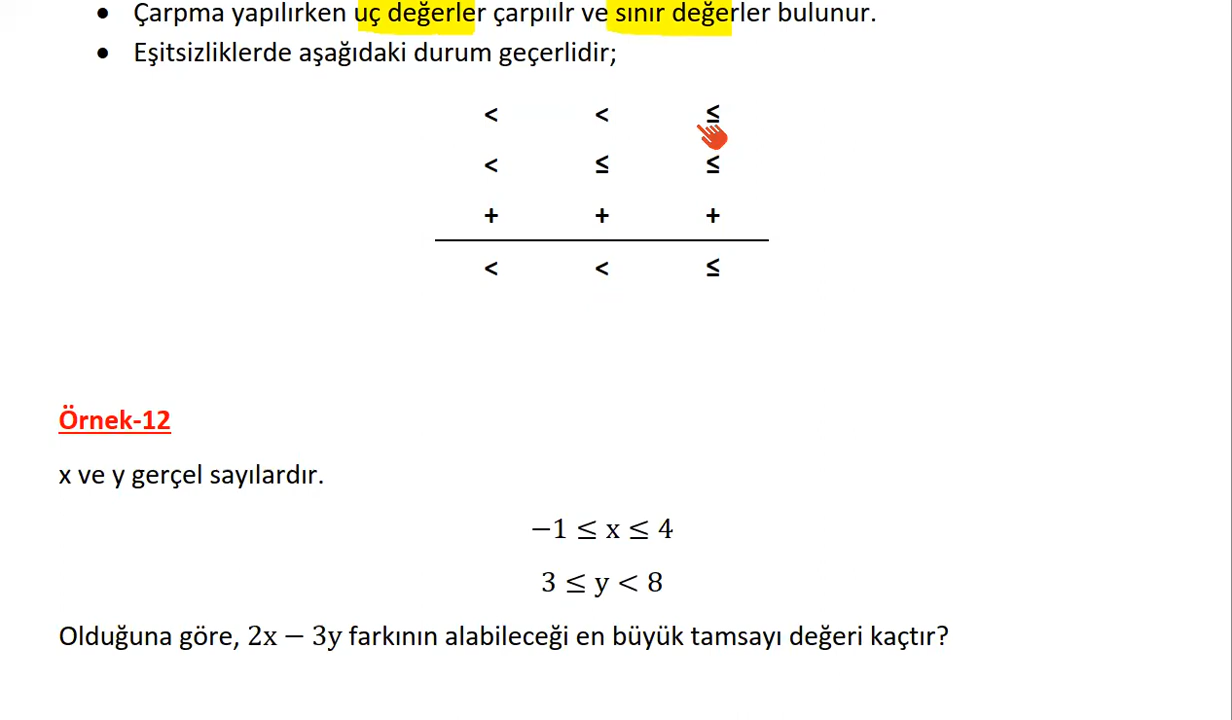 • Çarpma yapılırken uç değerler çarpıılr ve sınır değerler bulunur.
• Eşitsizliklerde aşağıdaki durum geçerlidir;
< < ≤
< ≤ ≤
+ + +
< < ≤
Örnek-12
x ve y gerçel sayılardır.
−1 ≤ x ≤ 4
3 ≤ y < 8
Olduğuna göre, 2x − 3y farkının alabileceği en büyük tamsayı değeri kaçtır?